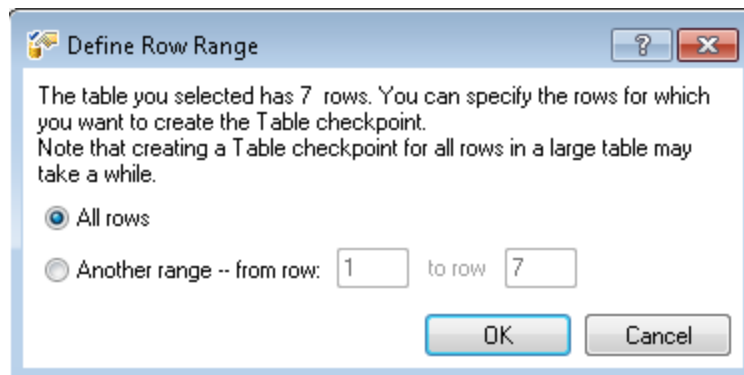 Define Row Range
?
The table you selected has 7 rows. You can specify the rows for which
you want to create the Table checkpoint.
Note that creating a Table checkpoint for all rows in a large table may
take a while.
All rows
Another range -- from row: 1 to row 7
OK Cancel